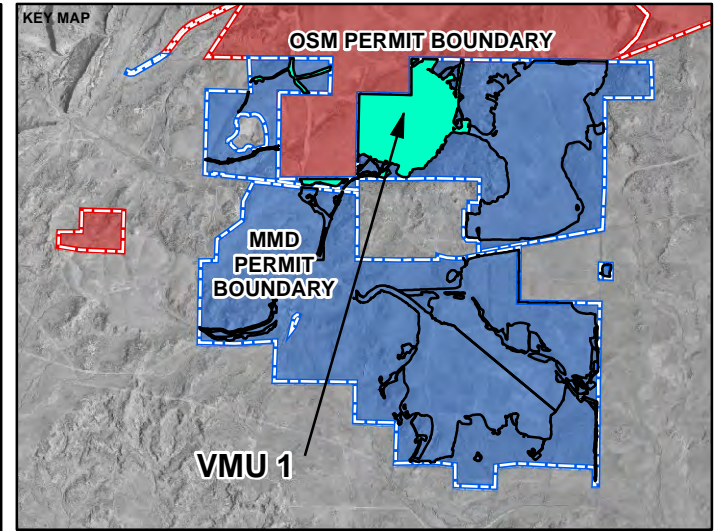 KEY MAP
OSM PERMIT BOUNDARY
MMD
PERMIT
BOUNDARY
VMU 1